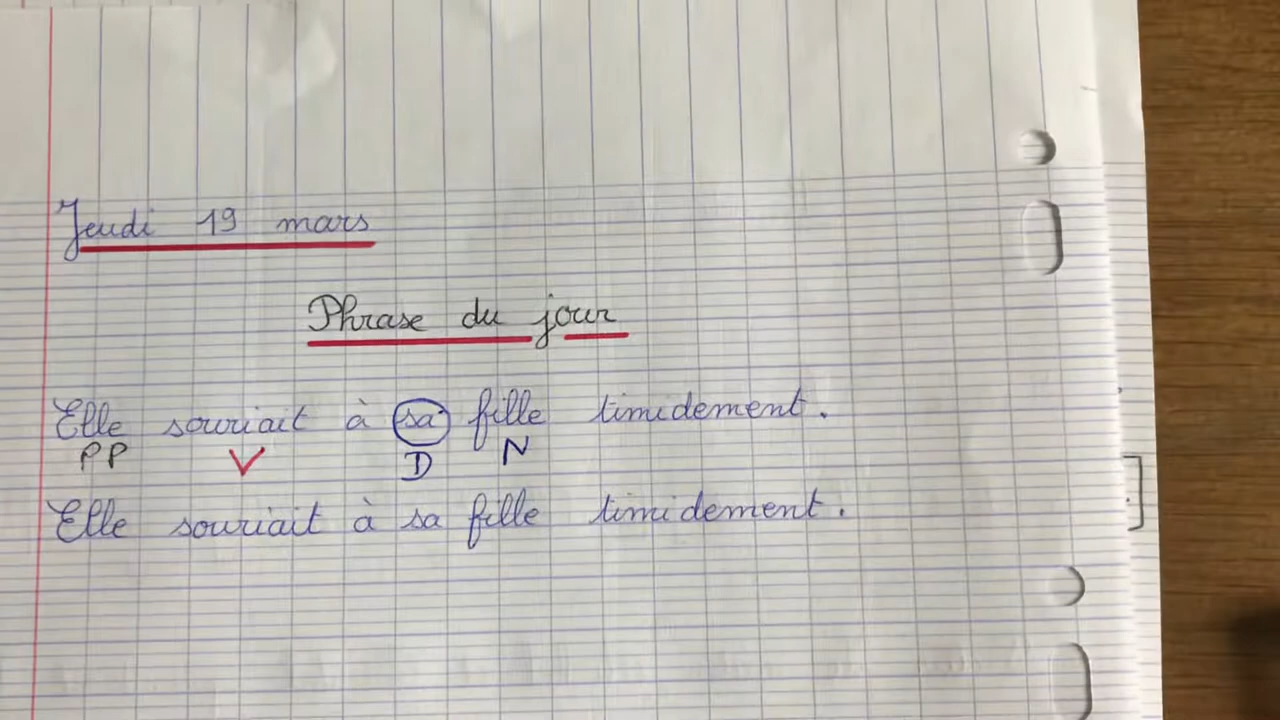 Jeudi 19 mars
Phrase du jour
Elle souriait à sa fille timidement.
PP V D N
Elle souriait à sa fille timidement.